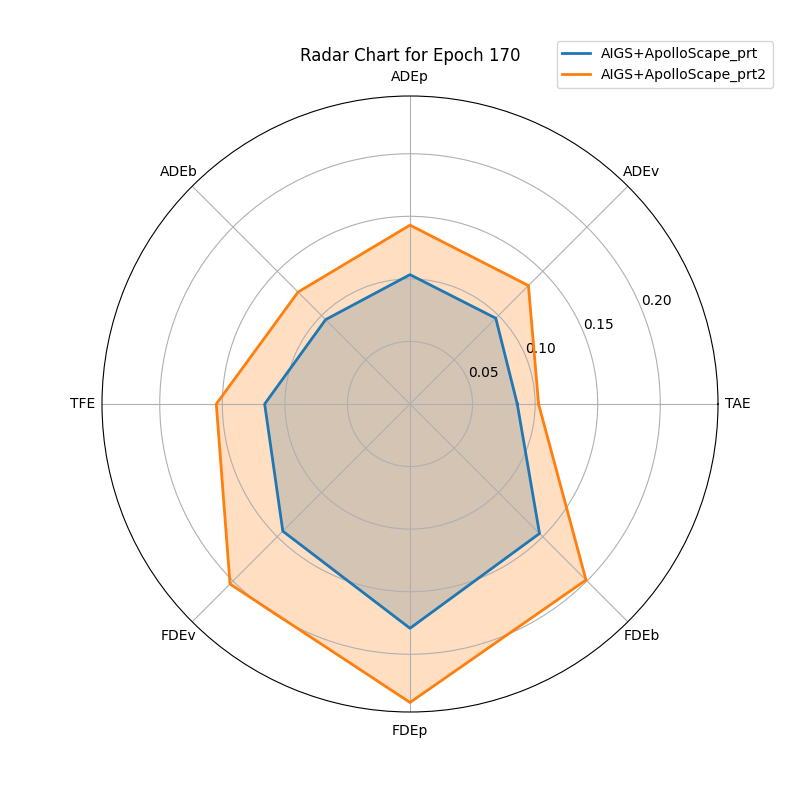 Radar Chart for Epoch 170
AIGS+ApolloScape_prt
AIGS+ApolloScape_prt2
ADEp
ADEb
ADEv
0.20
0.15
0.10
0.05
TFE
TAE
FDEv
FDEb
FDEp